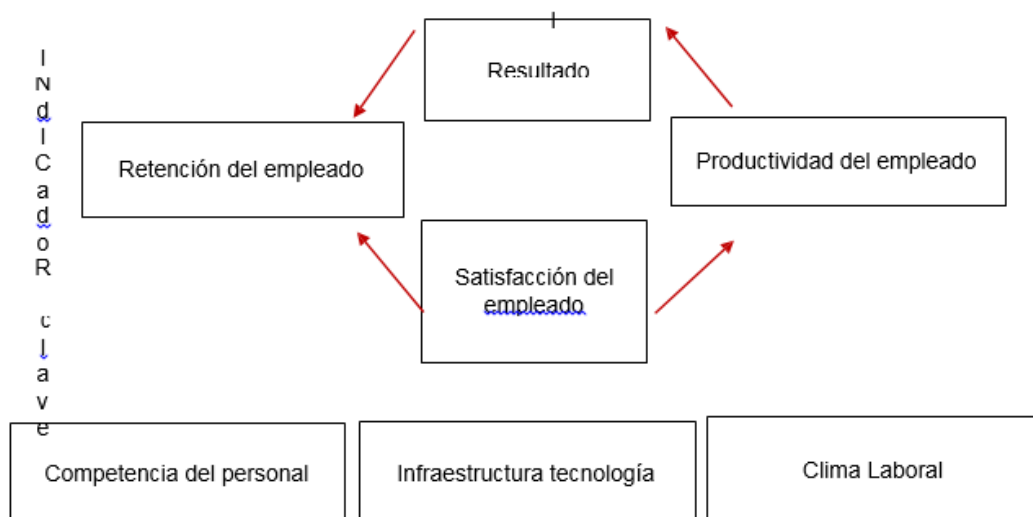 INdICadoR clave
Resultado
Retención del empleado
Productividad del empleado
Satisfacción del
empleado
Competencia del personal
Infraestructura tecnología
Clima Laboral